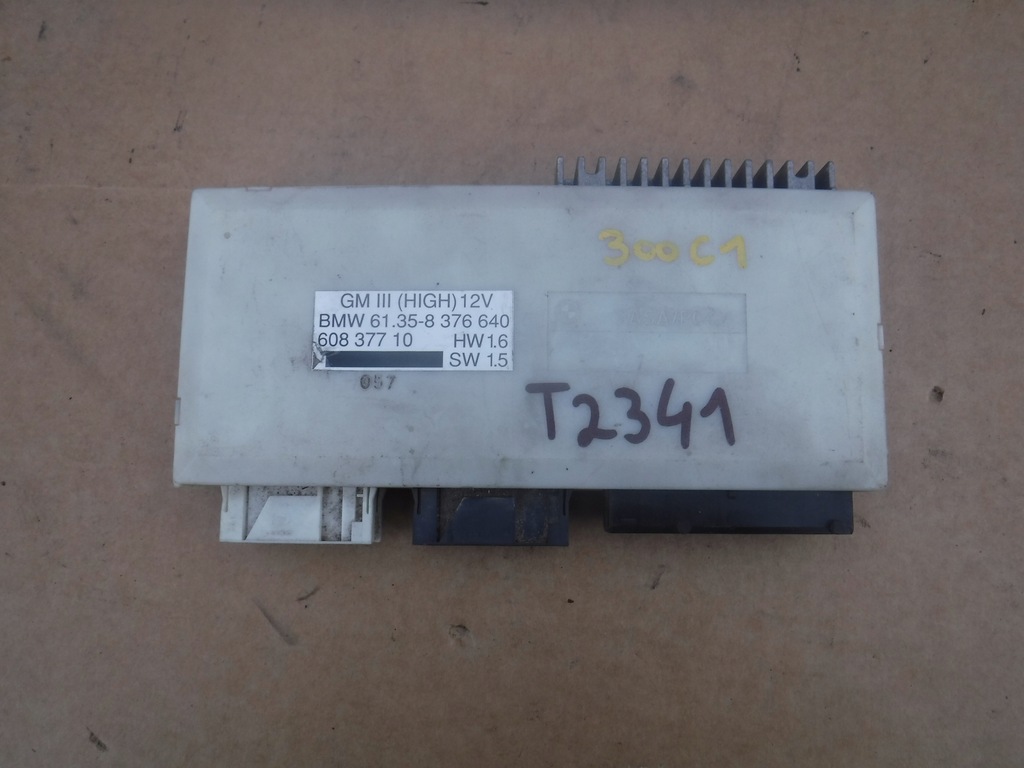 300C1
GM III (HIGH) 12V
BMW 61.35-8 376 640
608 377 10 HW 1.6
SW 1.5
057
T2341